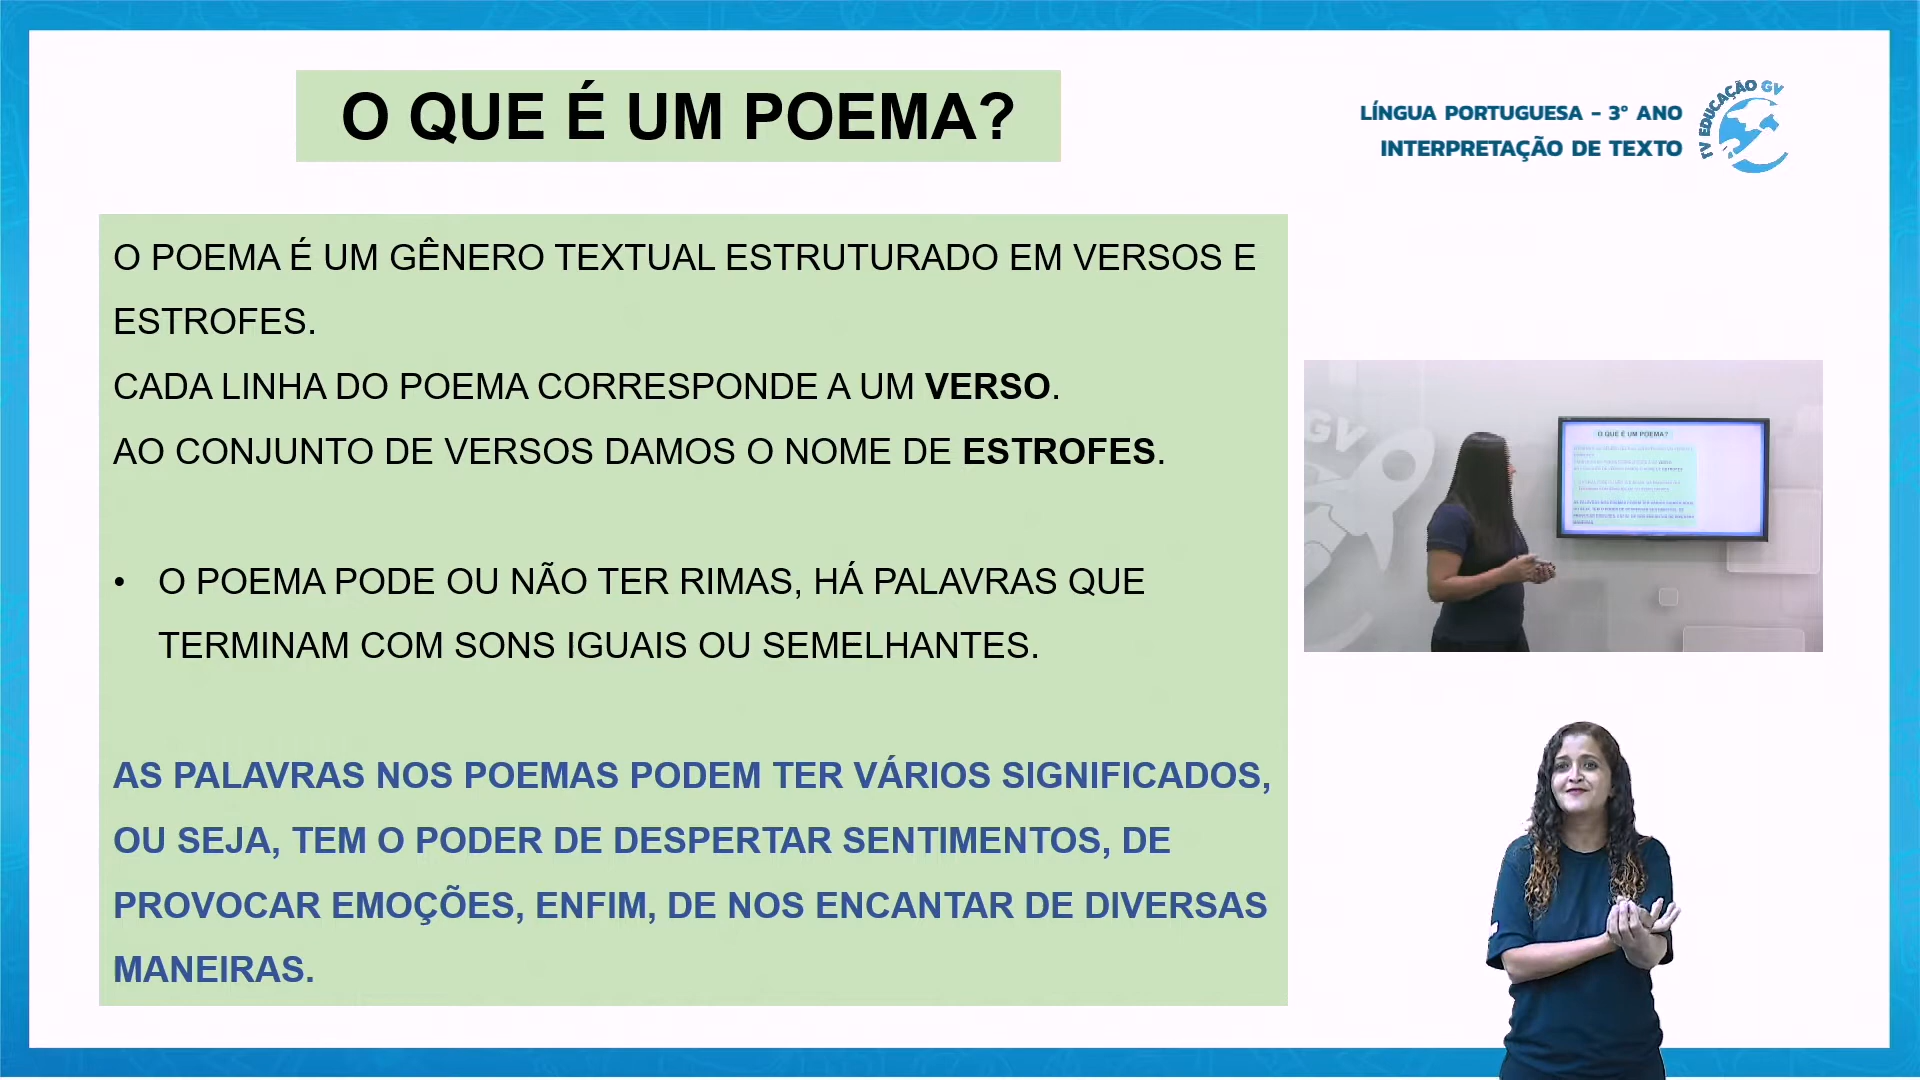 O QUE É UM POEMA?
LÍNGUA PORTUGUESA - 3° ANO
INTERPRETAÇÃO DE TEXTO
TV EDUCAÇÃO GV
O POEMA É UM GÊNERO TEXTUAL ESTRUTURADO EM VERSOS E
ESTROFES.
CADA LINHA DO POEMA CORRESPONDE A UM VERSO.
AO CONJUNTO DE VERSOS DAMOS O NOME DE ESTROFES.
• O POEMA PODE OU NÃO TER RIMAS, HÁ PALAVRAS QUE
TERMINAM COM SONS IGUAIS OU SEMELHANTES.
AS PALAVRAS NOS POEMAS PODEM TER VÁRIOS SIGNIFICADOS,
OU SEJA, TEM O PODER DE DESPERTAR SENTIMENTOS, DE
PROVOCAR EMOÇÕES, ENFIM, DE NOS ENCANTAR DE DIVERSAS
MANEIRAS.
GV
O QUE É UM POEMA?